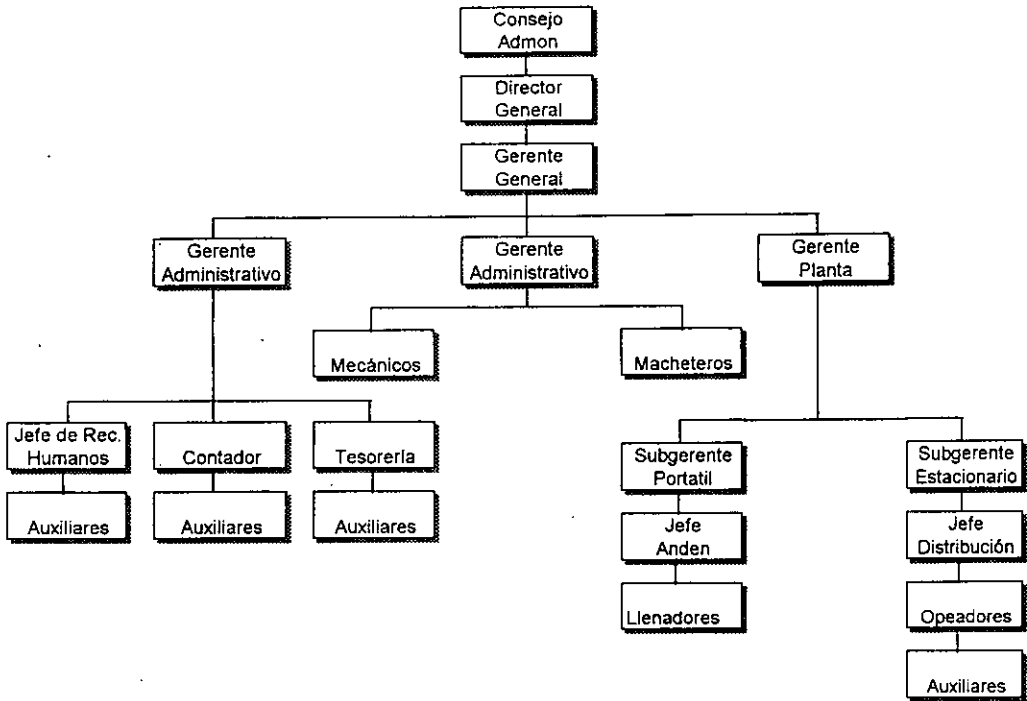 Consejo
Admon
Director
General
Gerente
General
Gerente
Administrativo
Gerente
Administrativo
Gerente
Planta
Mecánicos
Macheteros
Jefe de Rec.
Humanos
Contador
Tesorería
Subgerente
Portatil
Subgerente
Estacionario
Auxiliares
Auxiliares
Auxiliares
Jefe
Anden
Jefe
Distribución
Llenadores
Opeadores
Auxiliares